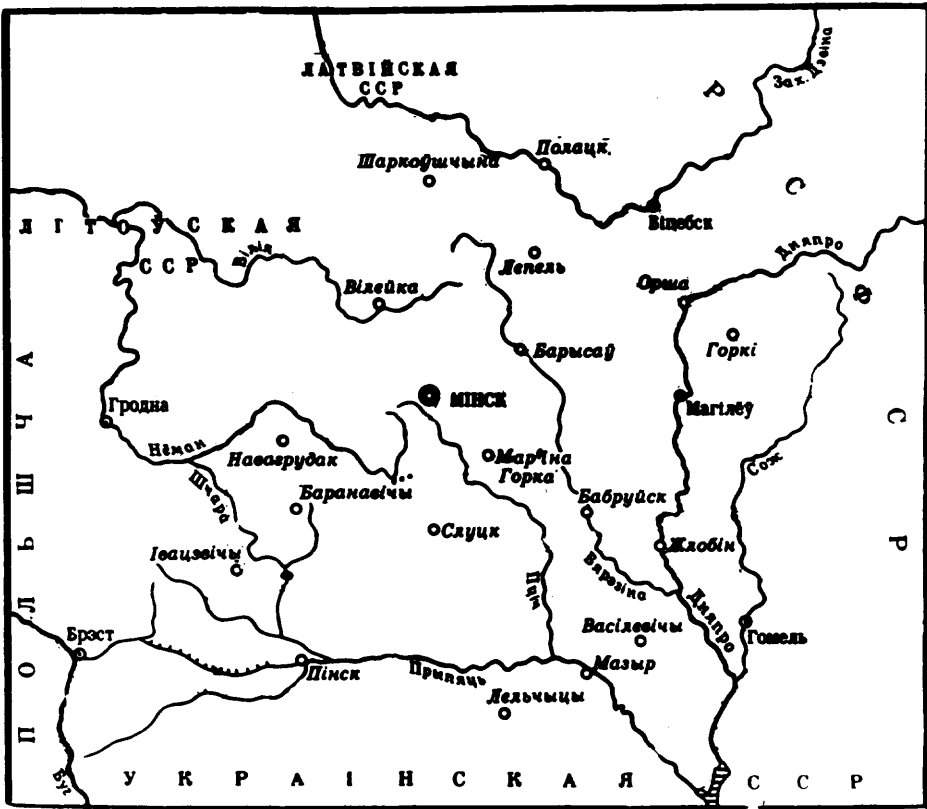 ЛАТВІЙСКАЯ
ССР
Р
С
Ф
С
Р
Зах. Дзвіна
Полацк
Шаркоўшчына
Віцебск
ЛІТОЎСКАЯ
ССР
Вілія
Лепель
Дняпро
Вілейка
Орша
Барысаў
Горкі
МІНСК
Магілёў
Гродна
Нёман
Навагрудак
Мар'іна
Горка
Сож
Шчара
Баранавічы
Бабруйск
Слуцк
Жлобін
Івацэвічы
Бярэзіна
Пціч
Дняпро
Васілевічы
Гомель
Брэст
Пінск
Прыпяць
Мазыр
Лельчыцы
ПОЛЬШЧА
Буг
УКРАІНСКАЯ ССР